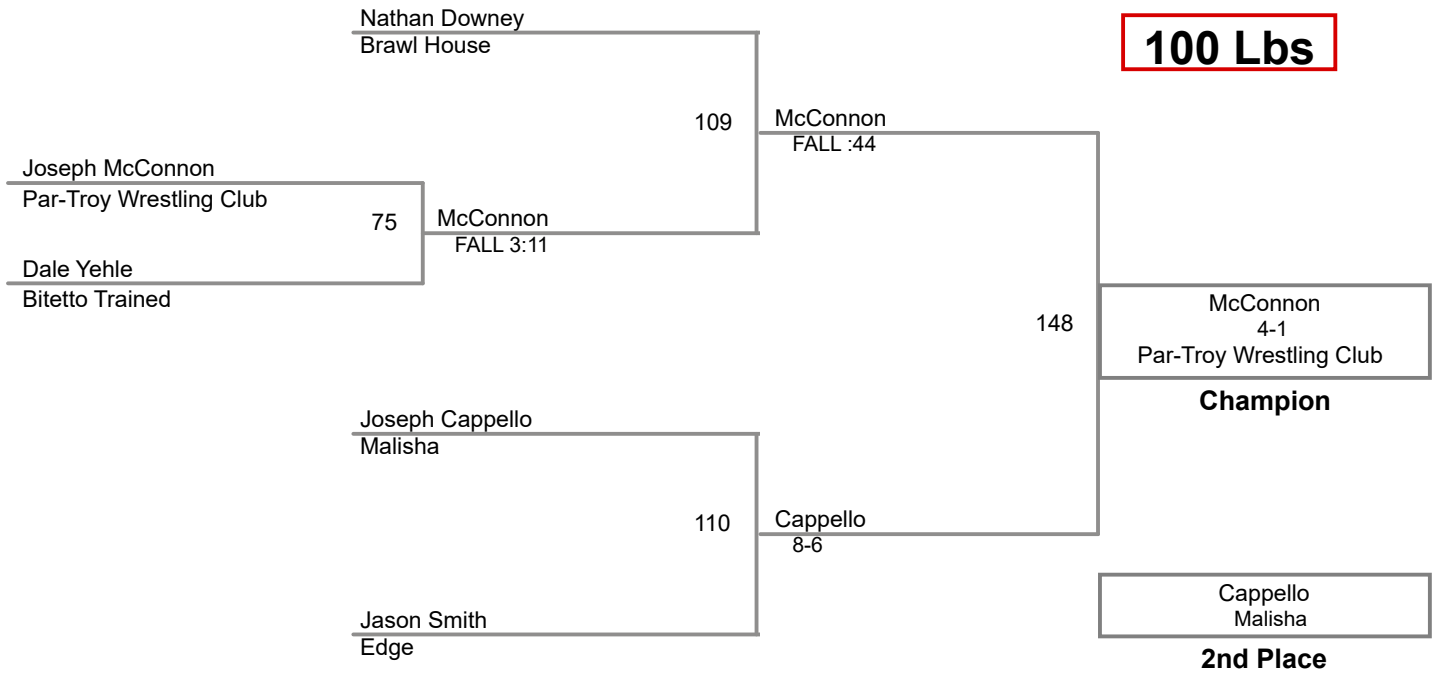 Nathan Downey
Brawl House
100 Lbs
109
McConnon
FALL :44
Joseph McConnon
Par-Troy Wrestling Club
75
McConnon
FALL 3:11
Dale Yehle
Bitetto Trained
148
McConnon
4-1
Par-Troy Wrestling Club
Champion
Joseph Cappello
Malisha
110
Cappello
8-6
Jason Smith
Edge
Cappello
Malisha
2nd Place